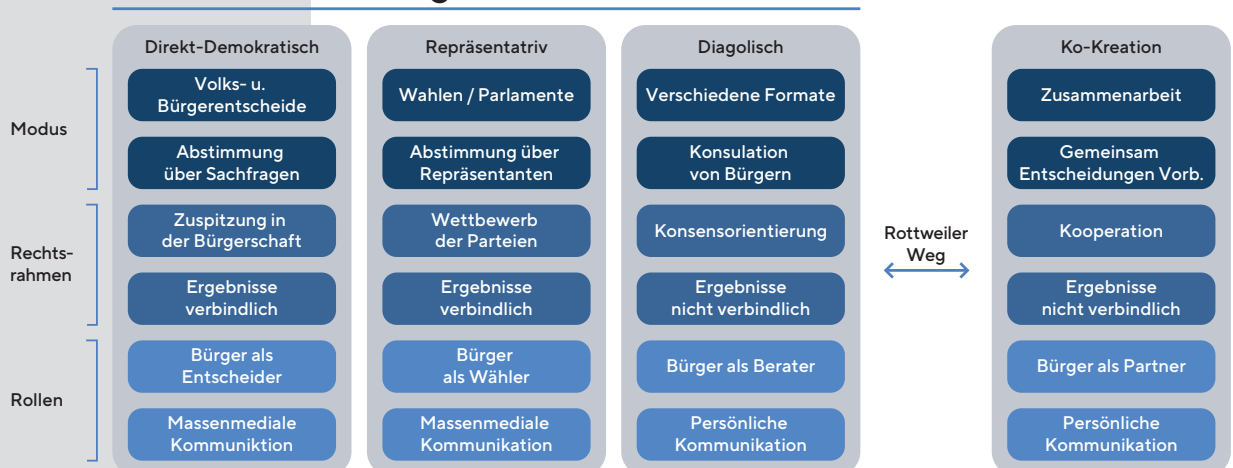 Direkt-Demokratisch
Repräsentatriv
Diagolisch
Ko-Kreation
Modus
Volks- u.
Bürgerentscheide
Wahlen / Parlamente
Verschiedene Formate
Zusammenarbeit
Abstimmung
über Sachfragen
Abstimmung über
Repräsentanten
Konsulation
von Bürgern
Gemeinsam
Entscheidungen Vorb.
Rechts-
rahmen
Zuspitzung in
der Bürgerschaft
Wettbewerb
der Parteien
Konsensorientierung
Rottweiler
Weg
Kooperation
Ergebnisse
verbindlich
Ergebnisse
verbindlich
Ergebnisse
nicht verbindlich
Ergebnisse
nicht verbindlich
Rollen
Bürger als
Entscheider
Bürger
als Wähler
Bürger als Berater
Bürger als Partner
Massenmediale
Kommuniktion
Massenmediale
Kommunikation
Persönliche
Kommunikation
Persönliche
Kommunikation